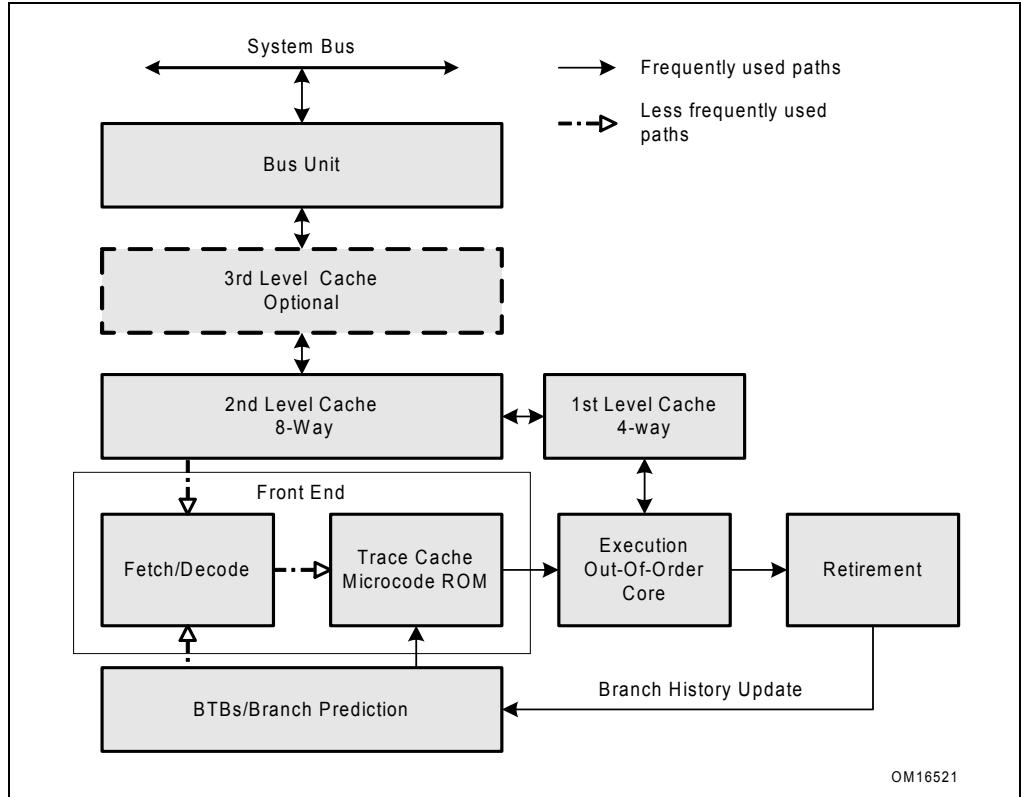 System Bus
Frequently used paths
Less frequently used
paths
Bus Unit
3rd Level Cache
Optional
2nd Level Cache
8-Way
1st Level Cache
4-way
Front End
Fetch/Decode
Trace Cache
Microcode ROM
Execution
Out-Of-Order
Core
Retirement
BTBs/Branch Prediction
Branch History Update
OM16521